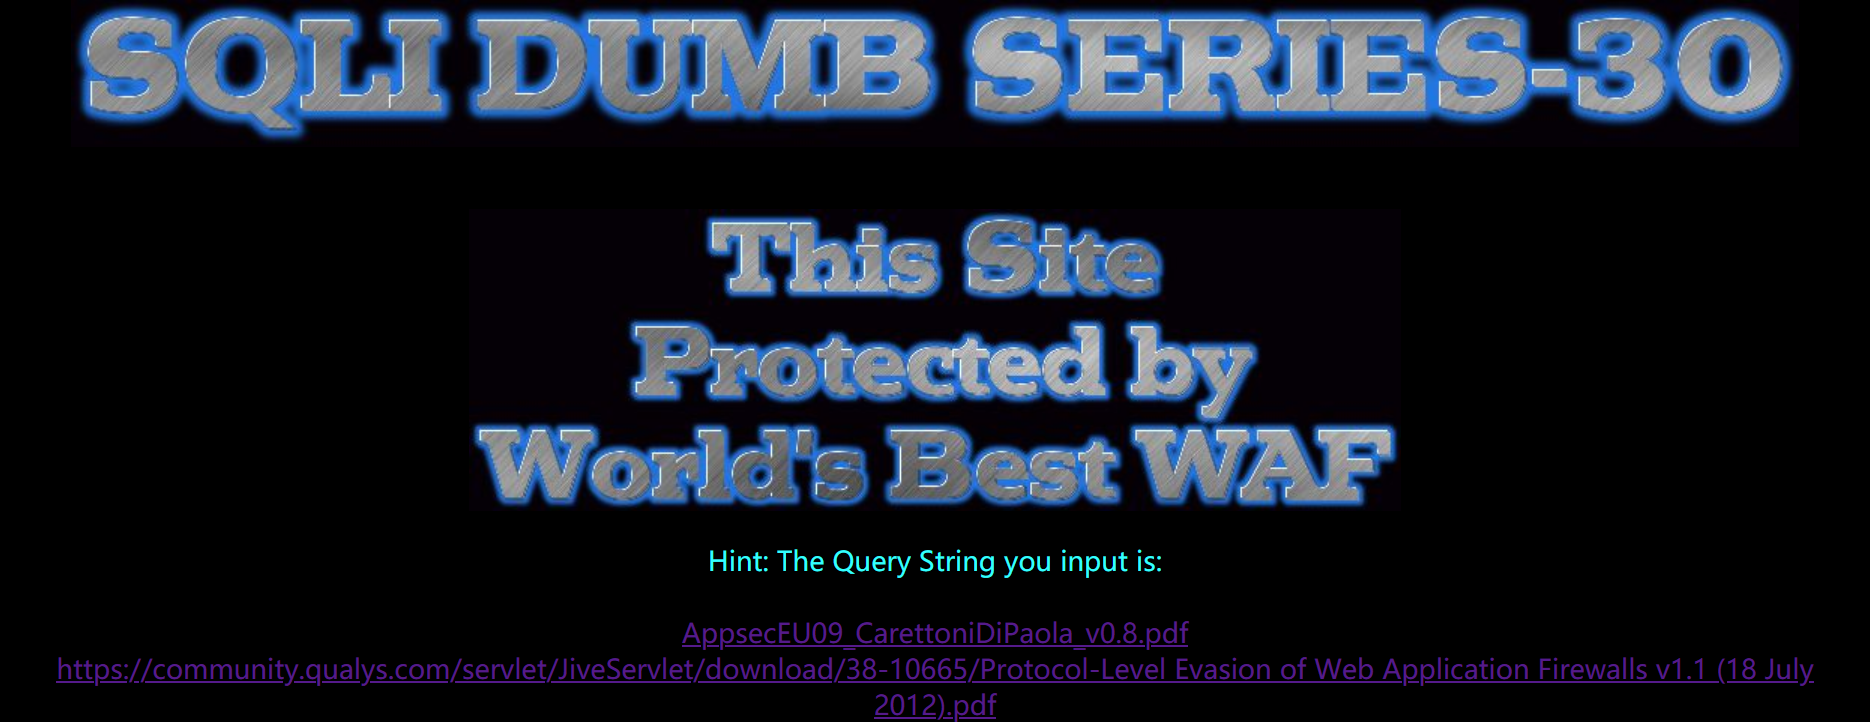 SQLI DUMB SERIES-30
This Site
Protected by
World's Best WAF
Hint: The Query String you input is:
AppsecEU09_CarettoniDiPaola_v0.8.pdf
https://community.qualys.com/servlet/JiveServlet/download/38-10665/Protocol-Level Evasion of Web Application Firewalls v1.1 (18 July
2012).pdf